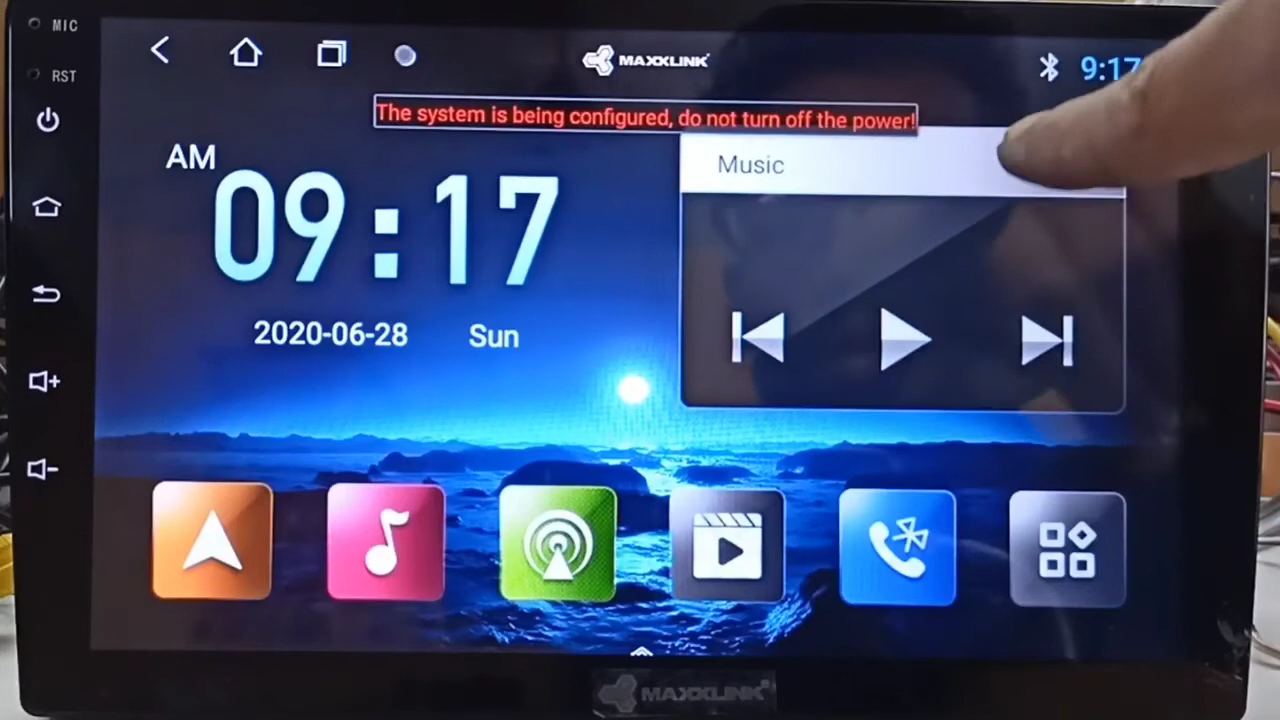 MIC
RST
MAXXLINK
9:17
The system is being configured, do not turn off the power!
AM
09:17
Music
2020-06-28 Sun
MAXXLINK